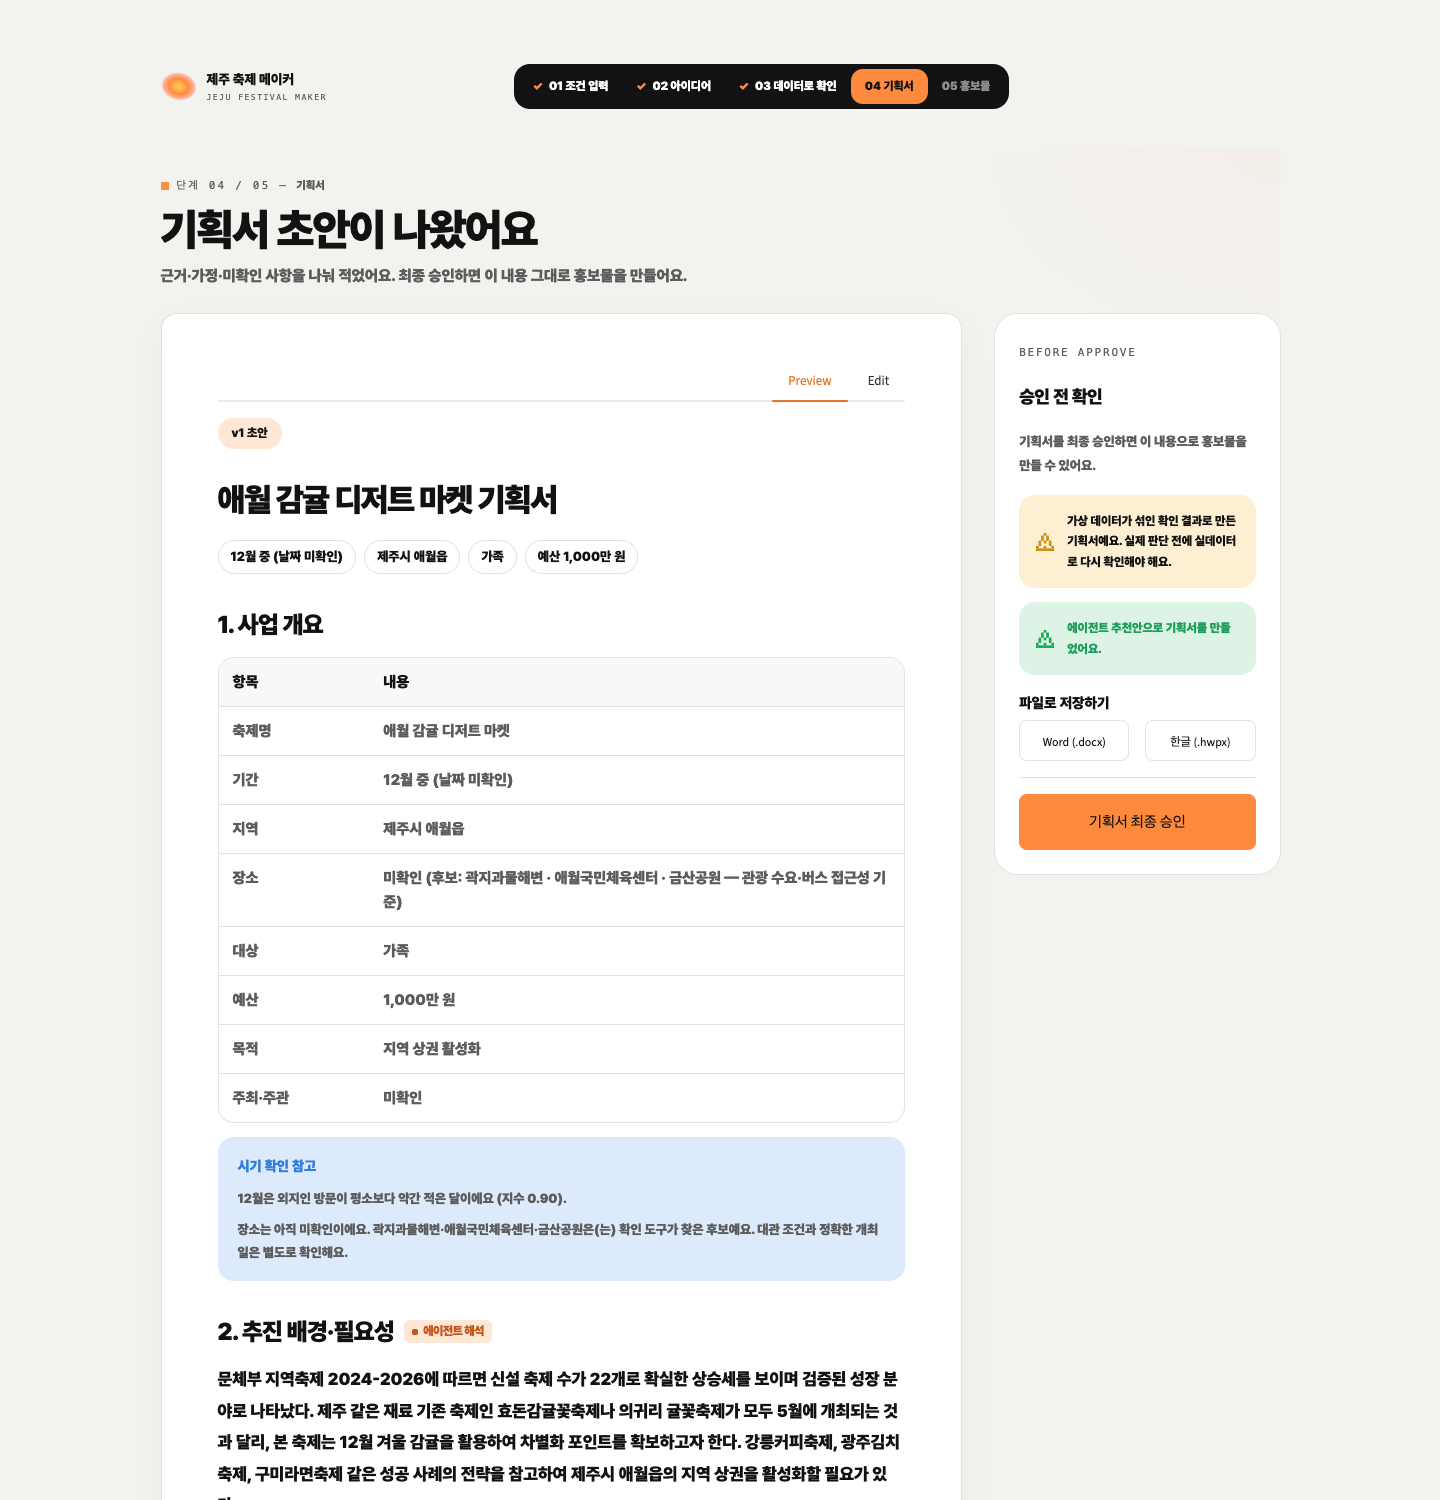 제주 축제 메이커
JEJU FESTIVAL MAKER
01 조건 입력
02 아이디어
03 데이터로 확인
04 기획서
05 홍보물
단계 04 / 05 — 기획서
기획서 초안이 나왔어요
근거·가정·미확인 사항을 나눠 적었어요. 최종 승인하면 이 내용 그대로 홍보물을 만들어요.
Preview
Edit
v1 초안
애월 감귤 디저트 마켓 기획서
12월 중 (날짜 미확인)
제주시 애월읍
가족
예산 1,000만 원
1. 사업 개요
항목 내용
축제명 애월 감귤 디저트 마켓
기간 12월 중 (날짜 미확인)
지역 제주시 애월읍
장소 미확인 (후보: 곽지과물해변 · 애월국민체육센터 · 금산공원 — 관광 수요·버스 접근성 기
준)
대상 가족
예산 1,000만 원
목적 지역 상권 활성화
주최·주관 미확인
시기 확인 참고
12월은 외지인 방문이 평소보다 약간 적은 달이에요 (지수 0.90).
장소는 아직 미확인이에요. 곽지과물해변·애월국민체육센터·금산공원은(는) 확인 도구가 찾은 후보예요. 대관 조건과 정확한 개최
일은 별도로 확인해요.
2. 추진 배경·필요성
에이전트 해석
문체부 지역축제 2024-2026에 따르면 신설 축제 수가 22개로 확실한 상승세를 보이며 검증된 성장 분
야로 나타났다. 제주 같은 재료 기존 축제인 효돈감귤꽃축제나 의귀리 귤꽃축제가 모두 5월에 개최되는 것
과 달리, 본 축제는 12월 겨울 감귤을 활용하여 차별화 포인트를 확보하고자 한다. 강릉커피축제, 광주김치
축제, 구미라면축제 같은 성공 사례의 전략을 참고하여 제주시 애월읍의 지역 상권을 활성화할 필요가 있
BEFORE APPROVE
승인 전 확인
기획서를 최종 승인하면 이 내용으로 홍보물을
만들 수 있어요.
가상 데이터가 섞인 확인 결과로 만든
기획서예요. 실제 판단 전에 실데이터
로 다시 확인해야 해요.
에이전트 추천안으로 기획서를 만들
었어요.
파일로 저장하기
Word (.docx)
한글 (.hwpx)
기획서 최종 승인